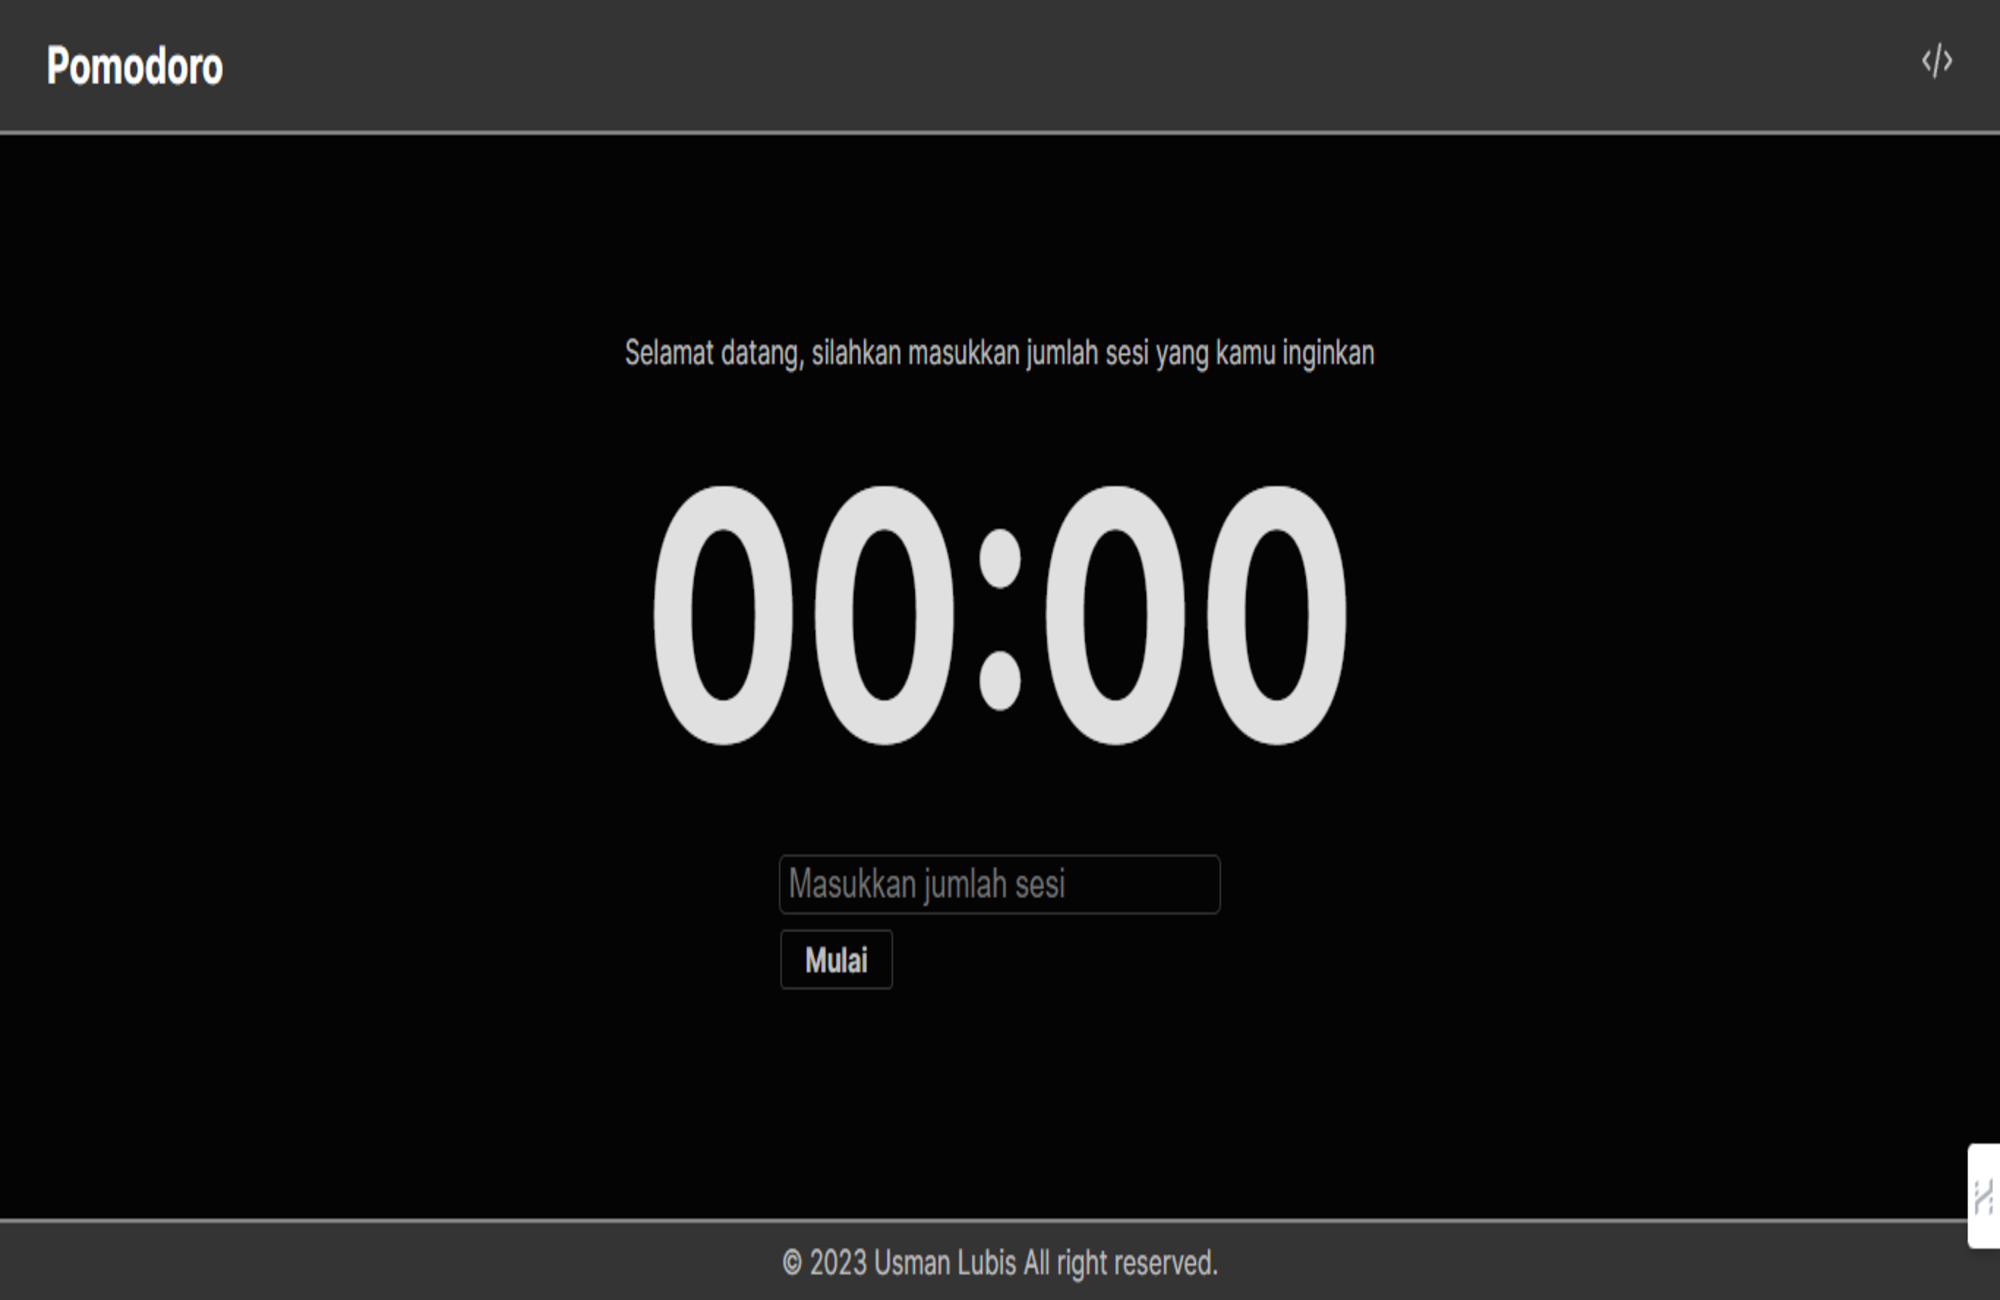 Pomodoro
</>
Selamat datang, silahkan masukkan jumlah sesi yang kamu inginkan
00:00
Masukkan jumlah sesi
Mulai
© 2023 Usman Lubis All right reserved.